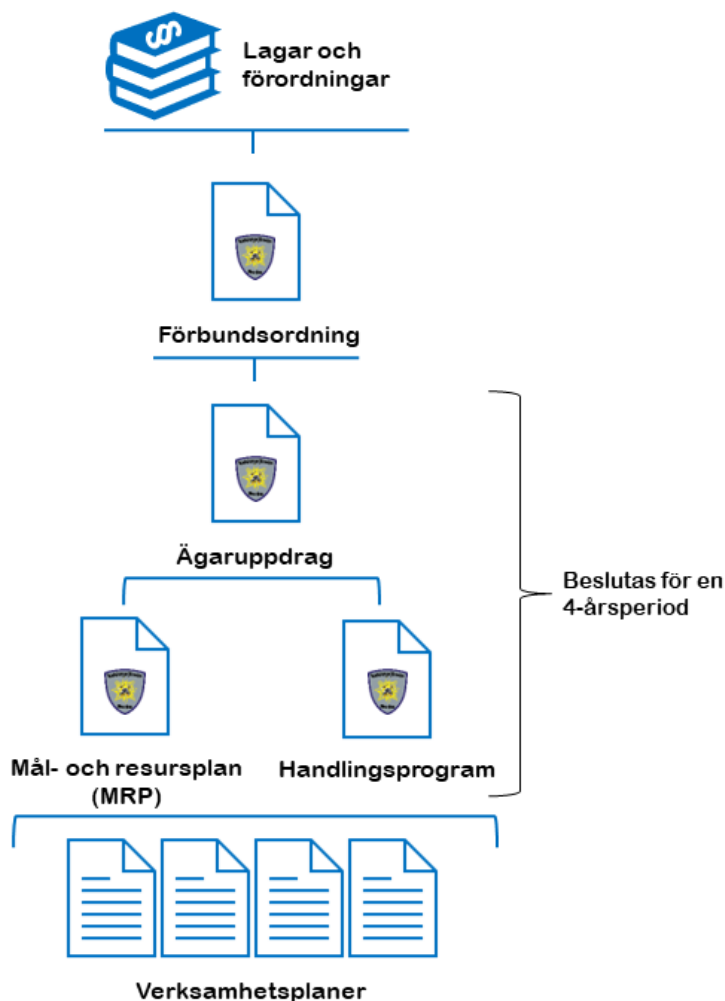 §
Lagar och
förordningar
Förbundsordning
Ägaruppdrag
Beslutas för en
4-årsperiod
Mål- och resursplan
(MRP)
Handlingsprogram
Verksamhetsplaner